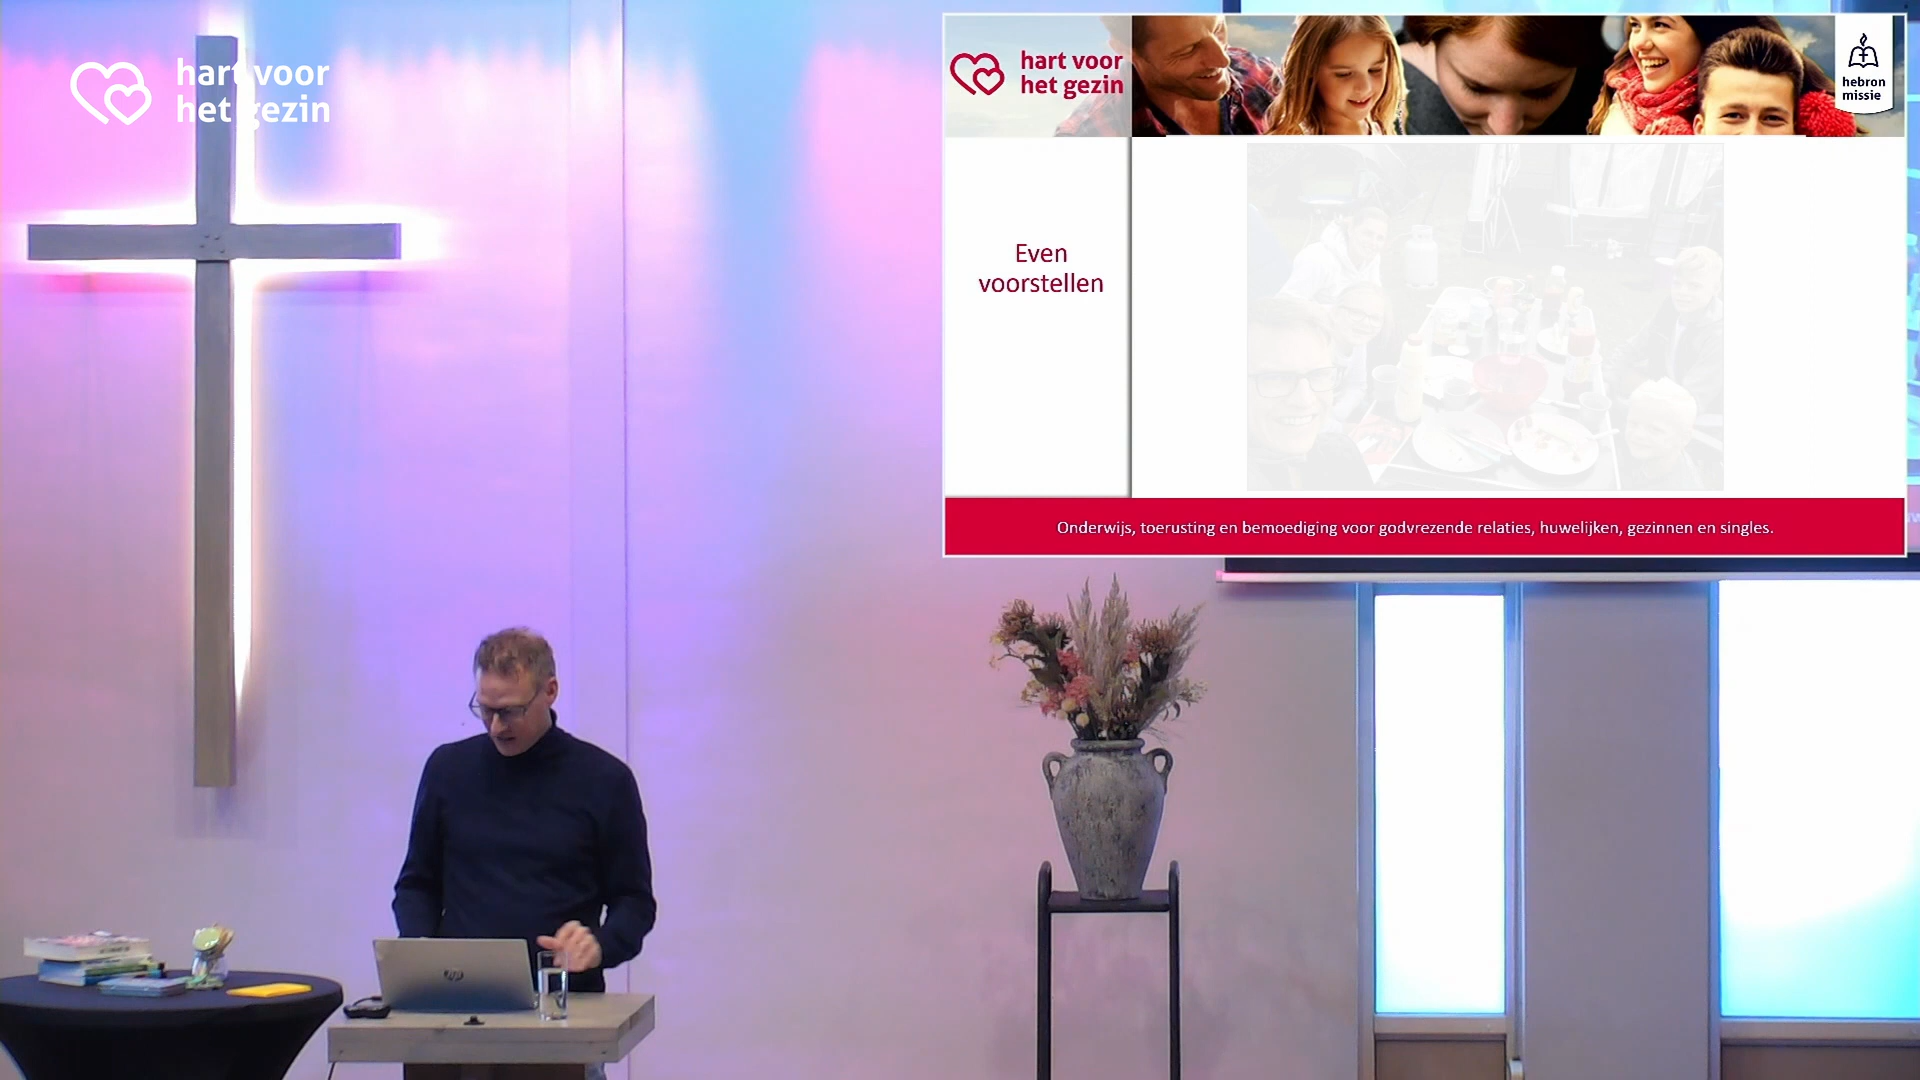 hart voor
het gezin
hart voor
het gezin
hebron
missie
Even
voorstellen
Onderwijs, toerusting en bemoediging voor godvrezende relaties, huwelijken, gezinnen en singles.
hp